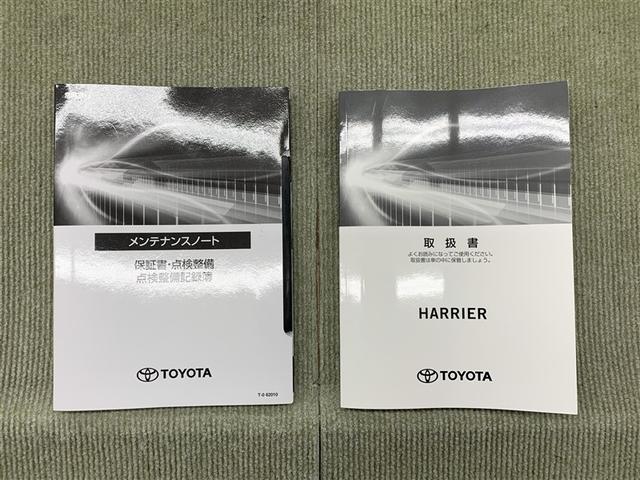 メンテナンスノート
保証書・点検整備
点検整備記録簿
TOYOTA
T-0 62010
取扱書
よくお読みになってご使用ください。
取扱書は車の中に保管しましょう。
HARRIER
TOYOTA